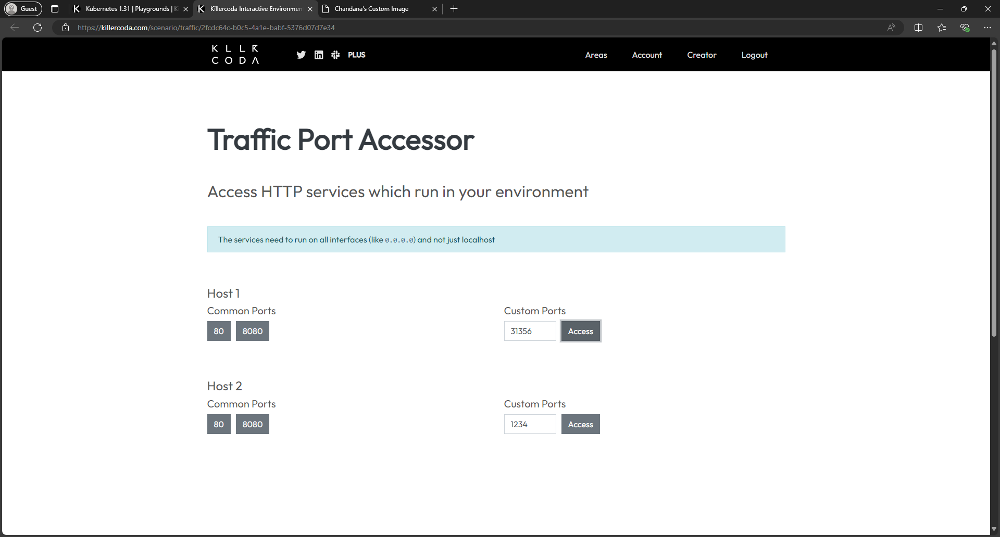 Guest
Kubernetes 1.31 | Playgrounds |
Killercoda Interactive Environmen
Chandana's Custom Image
https://killercoda.com/scenario/traffic/2fcdc64c-b0c5-4a1e-babf-5376d07d7e34
KLLR
CODA
PLUS
Areas
Account
Creator
Logout
Traffic Port Accessor
Access HTTP services which run in your environment
The services need to run on all interfaces (like 0.0.0.0) and not just localhost
Host 1
Common Ports
Custom Ports
80
8080
31356
Access
Host 2
Common Ports
Custom Ports
80
8080
1234
Access